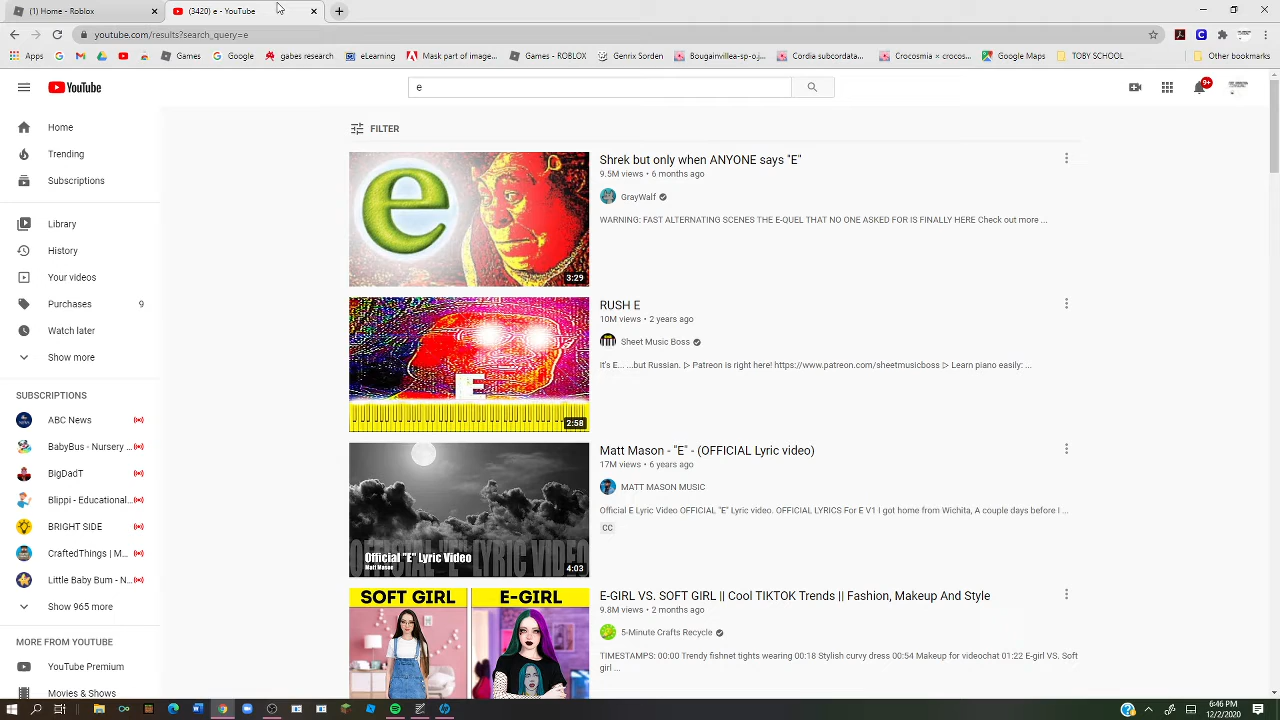 (1) Home - Roblox
(3420) e - YouTube
youtube.com/results?search_query=e
Apps
Games
Google
gabes research
eLearning
Mask from image
Games - ROBLOX
Genrix Sorden
Bougainvillea-sp-oj...
Cordia subcordata...
Crocosmia × crocos...
Google Maps
TOBY SCHOOL
Other bookmarks
YouTube
e
9+
Home
Trending
Subscriptions
Library
History
Your videos
Purchases 9
Watch later
Show more
SUBSCRIPTIONS
ABC News
BabyBus - Nursery ...
BigDadT
Blippi - Educational...
BRIGHT SIDE
CraftedThings | M...
Little Baby Bum - N...
Show 965 more
MORE FROM YOUTUBE
YouTube Premium
Movies & Shows
FILTER
e
3:29
Shrek but only when ANYONE says "E"
9.5M views • 6 months ago
GrayWalf
WARNING: FAST ALTERNATING SCENES THE E-QUEL THAT NO ONE ASKED FOR IS FINALLY HERE Check out more ...
E
2:58
RUSH E
10M views • 2 years ago
Sheet Music Boss
It's E... ...but Russian. ▷ Patreon is right here! https://www.patreon.com/sheetmusicboss ▷ Learn piano easily: ...
OFFICIAL "E" LYRIC VIDEO
Official "E" Lyric Video
Matt Mason
4:03
Matt Mason - "E" - (OFFICIAL Lyric video)
17M views • 6 years ago
MATT MASON MUSIC
Official E Lyric Video OFFICIAL "E" Lyric video. OFFICIAL LYRICS For E V1 I got home from Wichita, A couple days before I ...
CC
SOFT GIRL
E-GIRL
E-GIRL VS. SOFT GIRL || Cool TIKTOK Trends || Fashion, Makeup And Style
9.8M views • 2 months ago
5-Minute Crafts Recycle
TIMESTAMPS: 00:00 Trendy fishnet tights wearing 00:18 Stylish curvy dress 00:54 Makeup for videochat 01:22 E-girl VS. Soft
girl ...
6:46 PM
12/2/2020